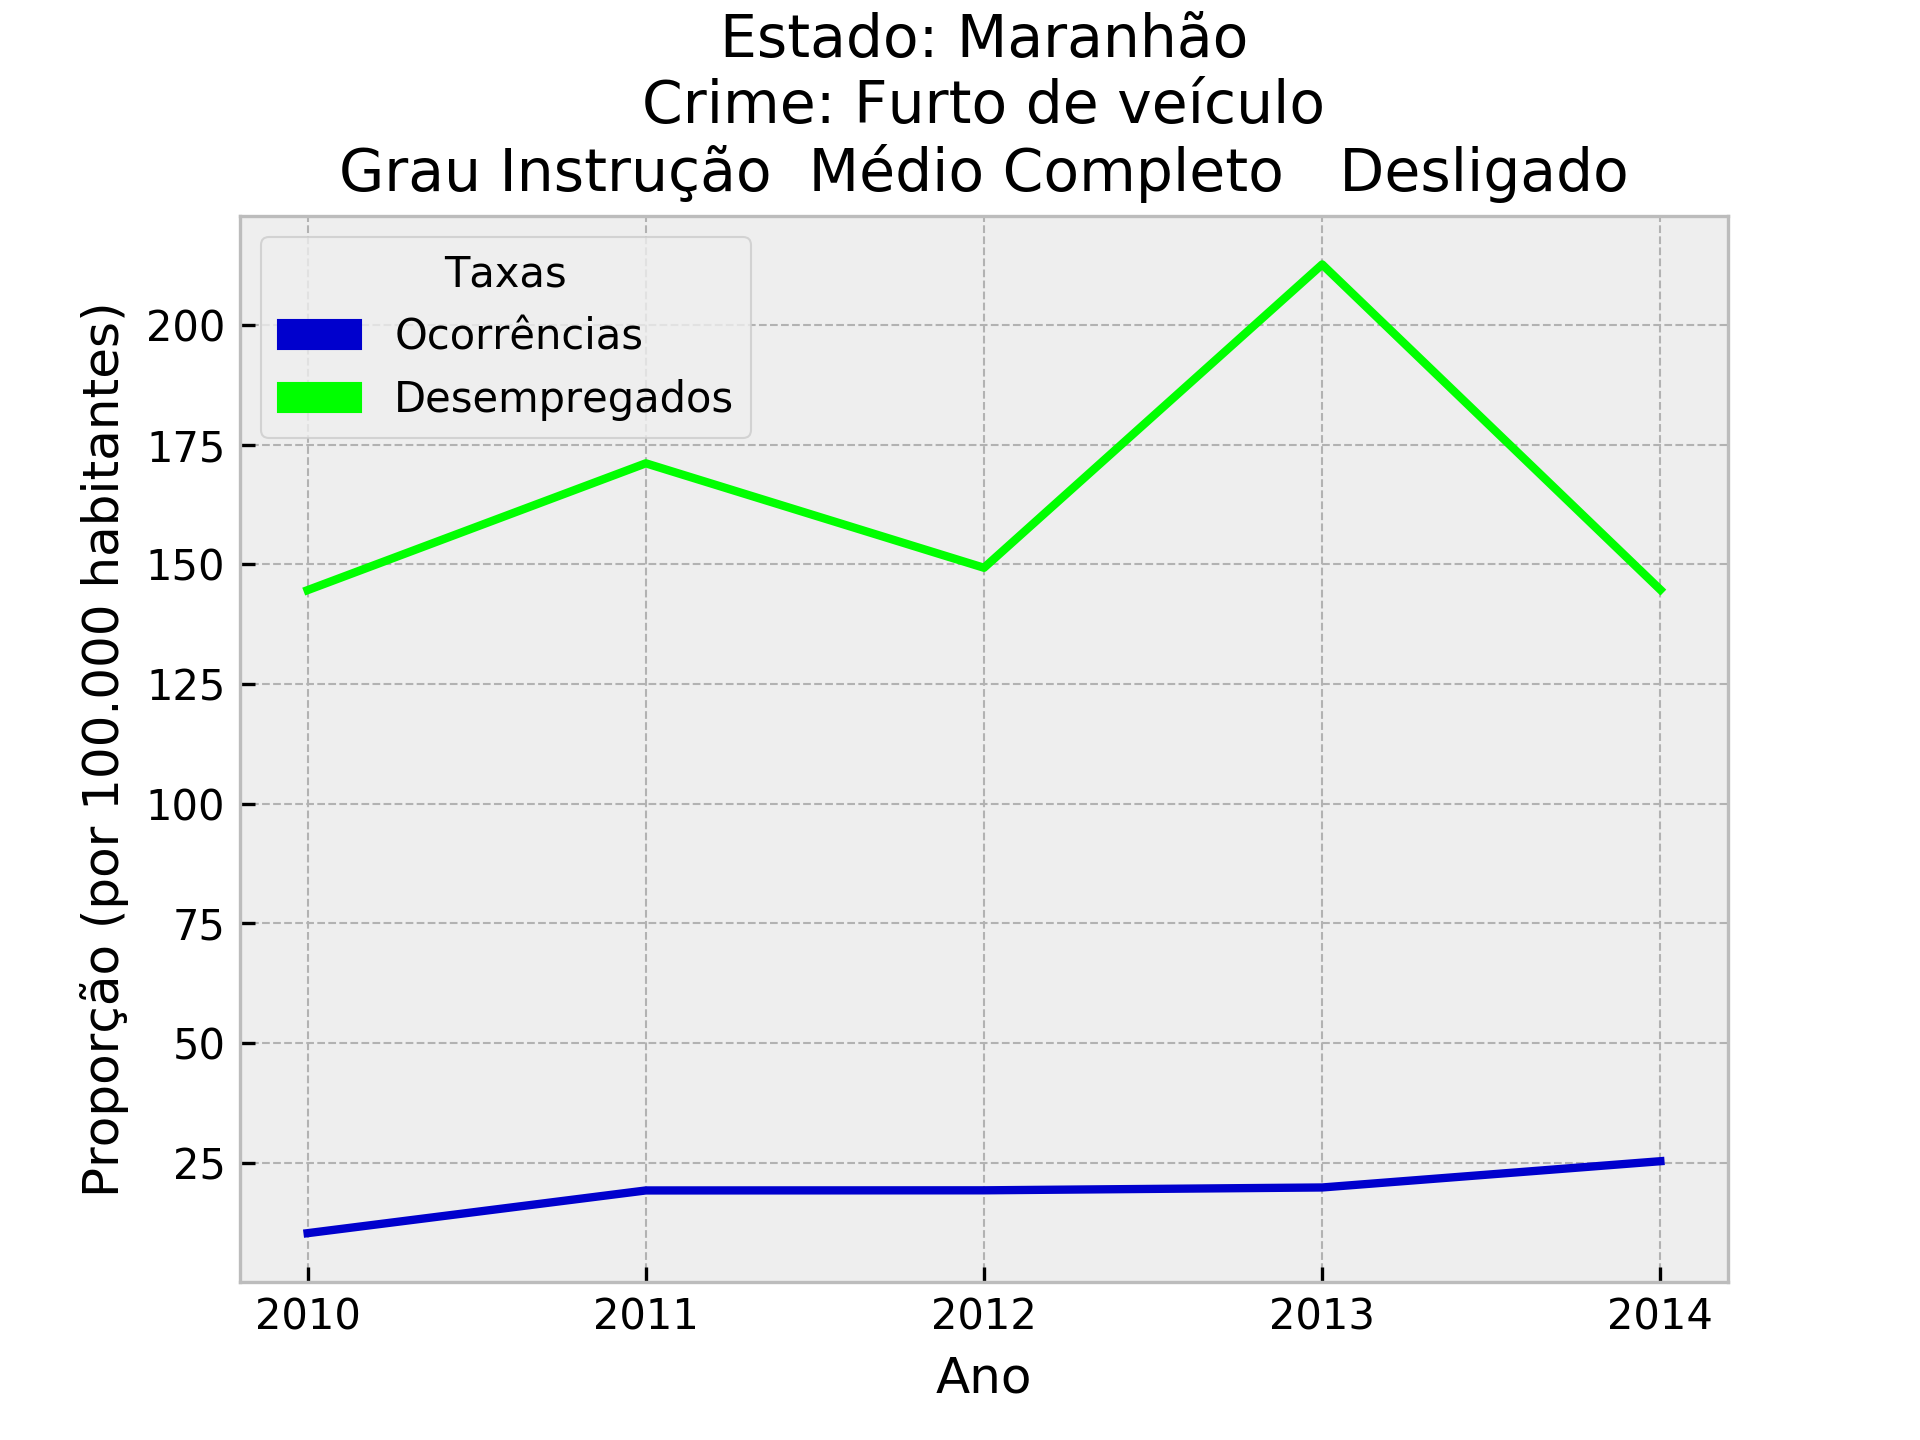 Estado: Maranhão
Crime: Furto de veículo
Grau Instrução  Médio Completo   Desligado
Taxas
Ocorrências
Desempregados
Proporção (por 100.000 habitantes)
200
175
150
125
100
75
50
25
2010 2011 2012 2013 2014
Ano